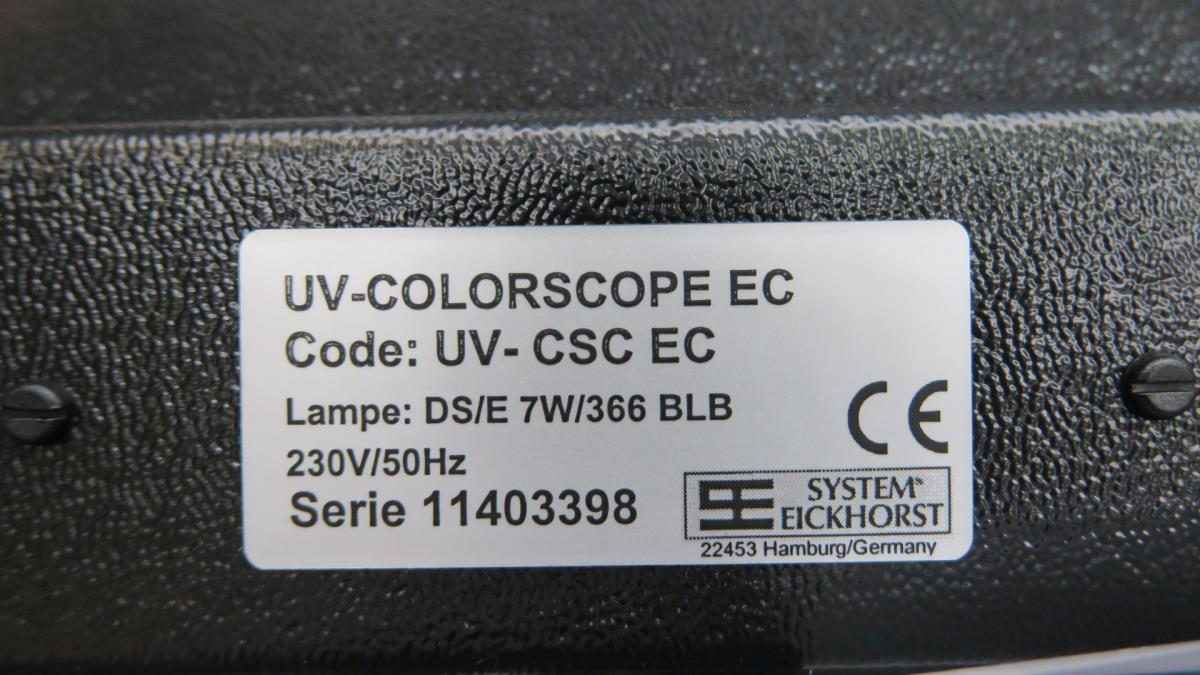 UV-COLORSCOPE EC
Code: UV- CSC EC
Lampe: DS/E 7W/366 BLB
230V/50Hz
Serie 11403398
CE
SE SYSTEM
EICKHORST
22453 Hamburg/Germany